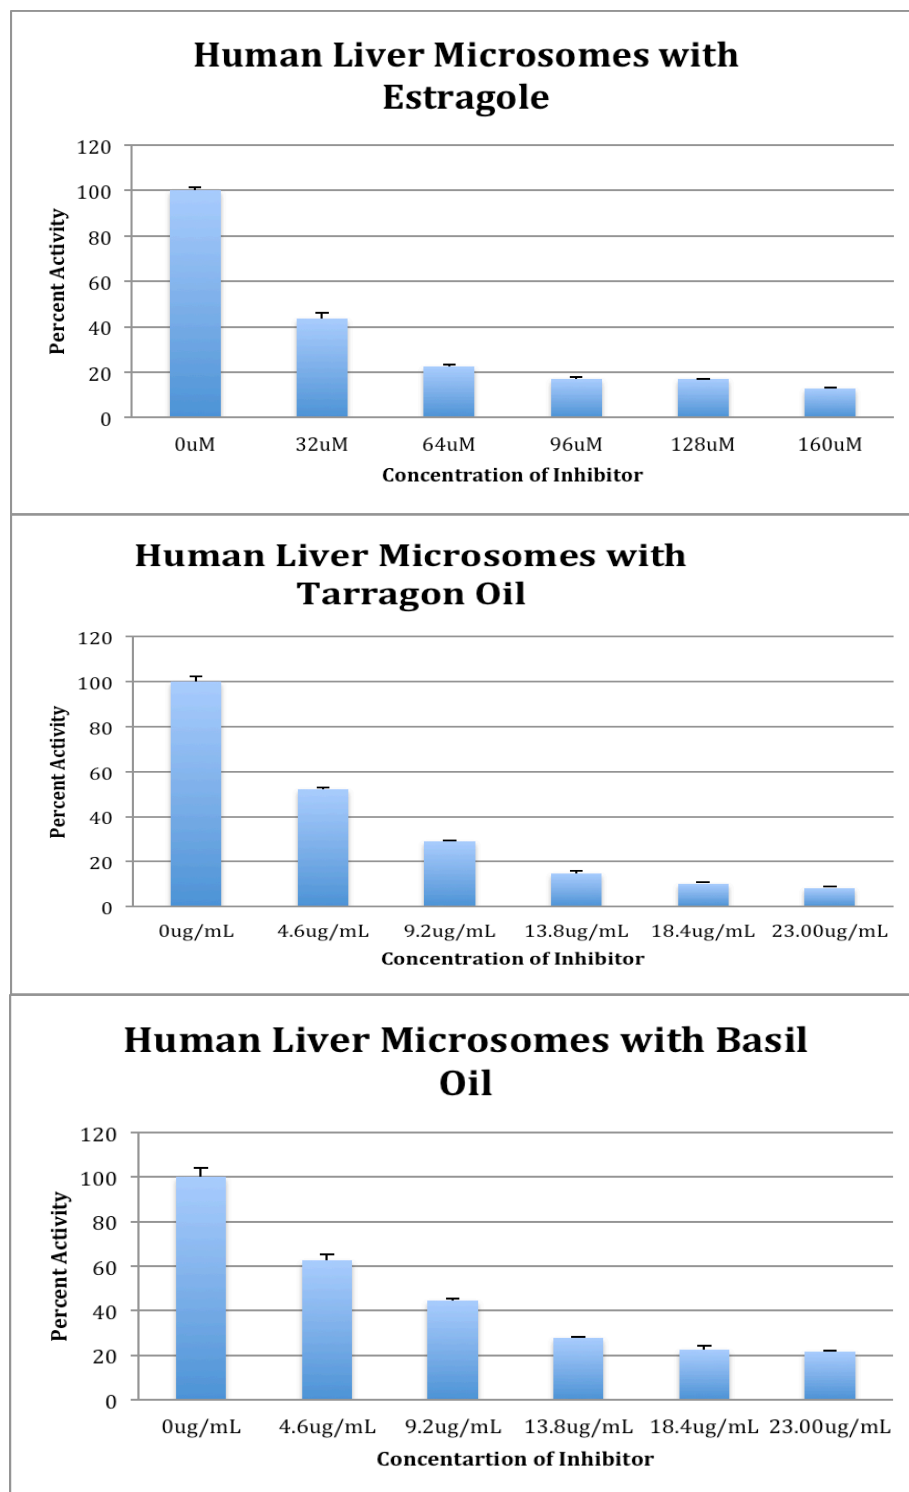 Human Liver Microsomes with
Estragole
120
100
80
60
40
20
0
Percent Activity
0uM 32uM 64uM 96uM 128uM 160uM
Concentration of Inhibitor
Human Liver Microsomes with
Tarragon Oil
120
100
80
60
40
20
0
Percent Activity
0ug/mL 4.6ug/mL 9.2ug/mL 13.8ug/mL 18.4ug/mL 23.00ug/mL
Concentration of Inhibitor
Human Liver Microsomes with Basil
Oil
120
100
80
60
40
20
0
Percent Activity
0ug/mL 4.6ug/mL 9.2ug/mL 13.8ug/mL 18.4ug/mL 23.00ug/mL
Concentartion of Inhibitor